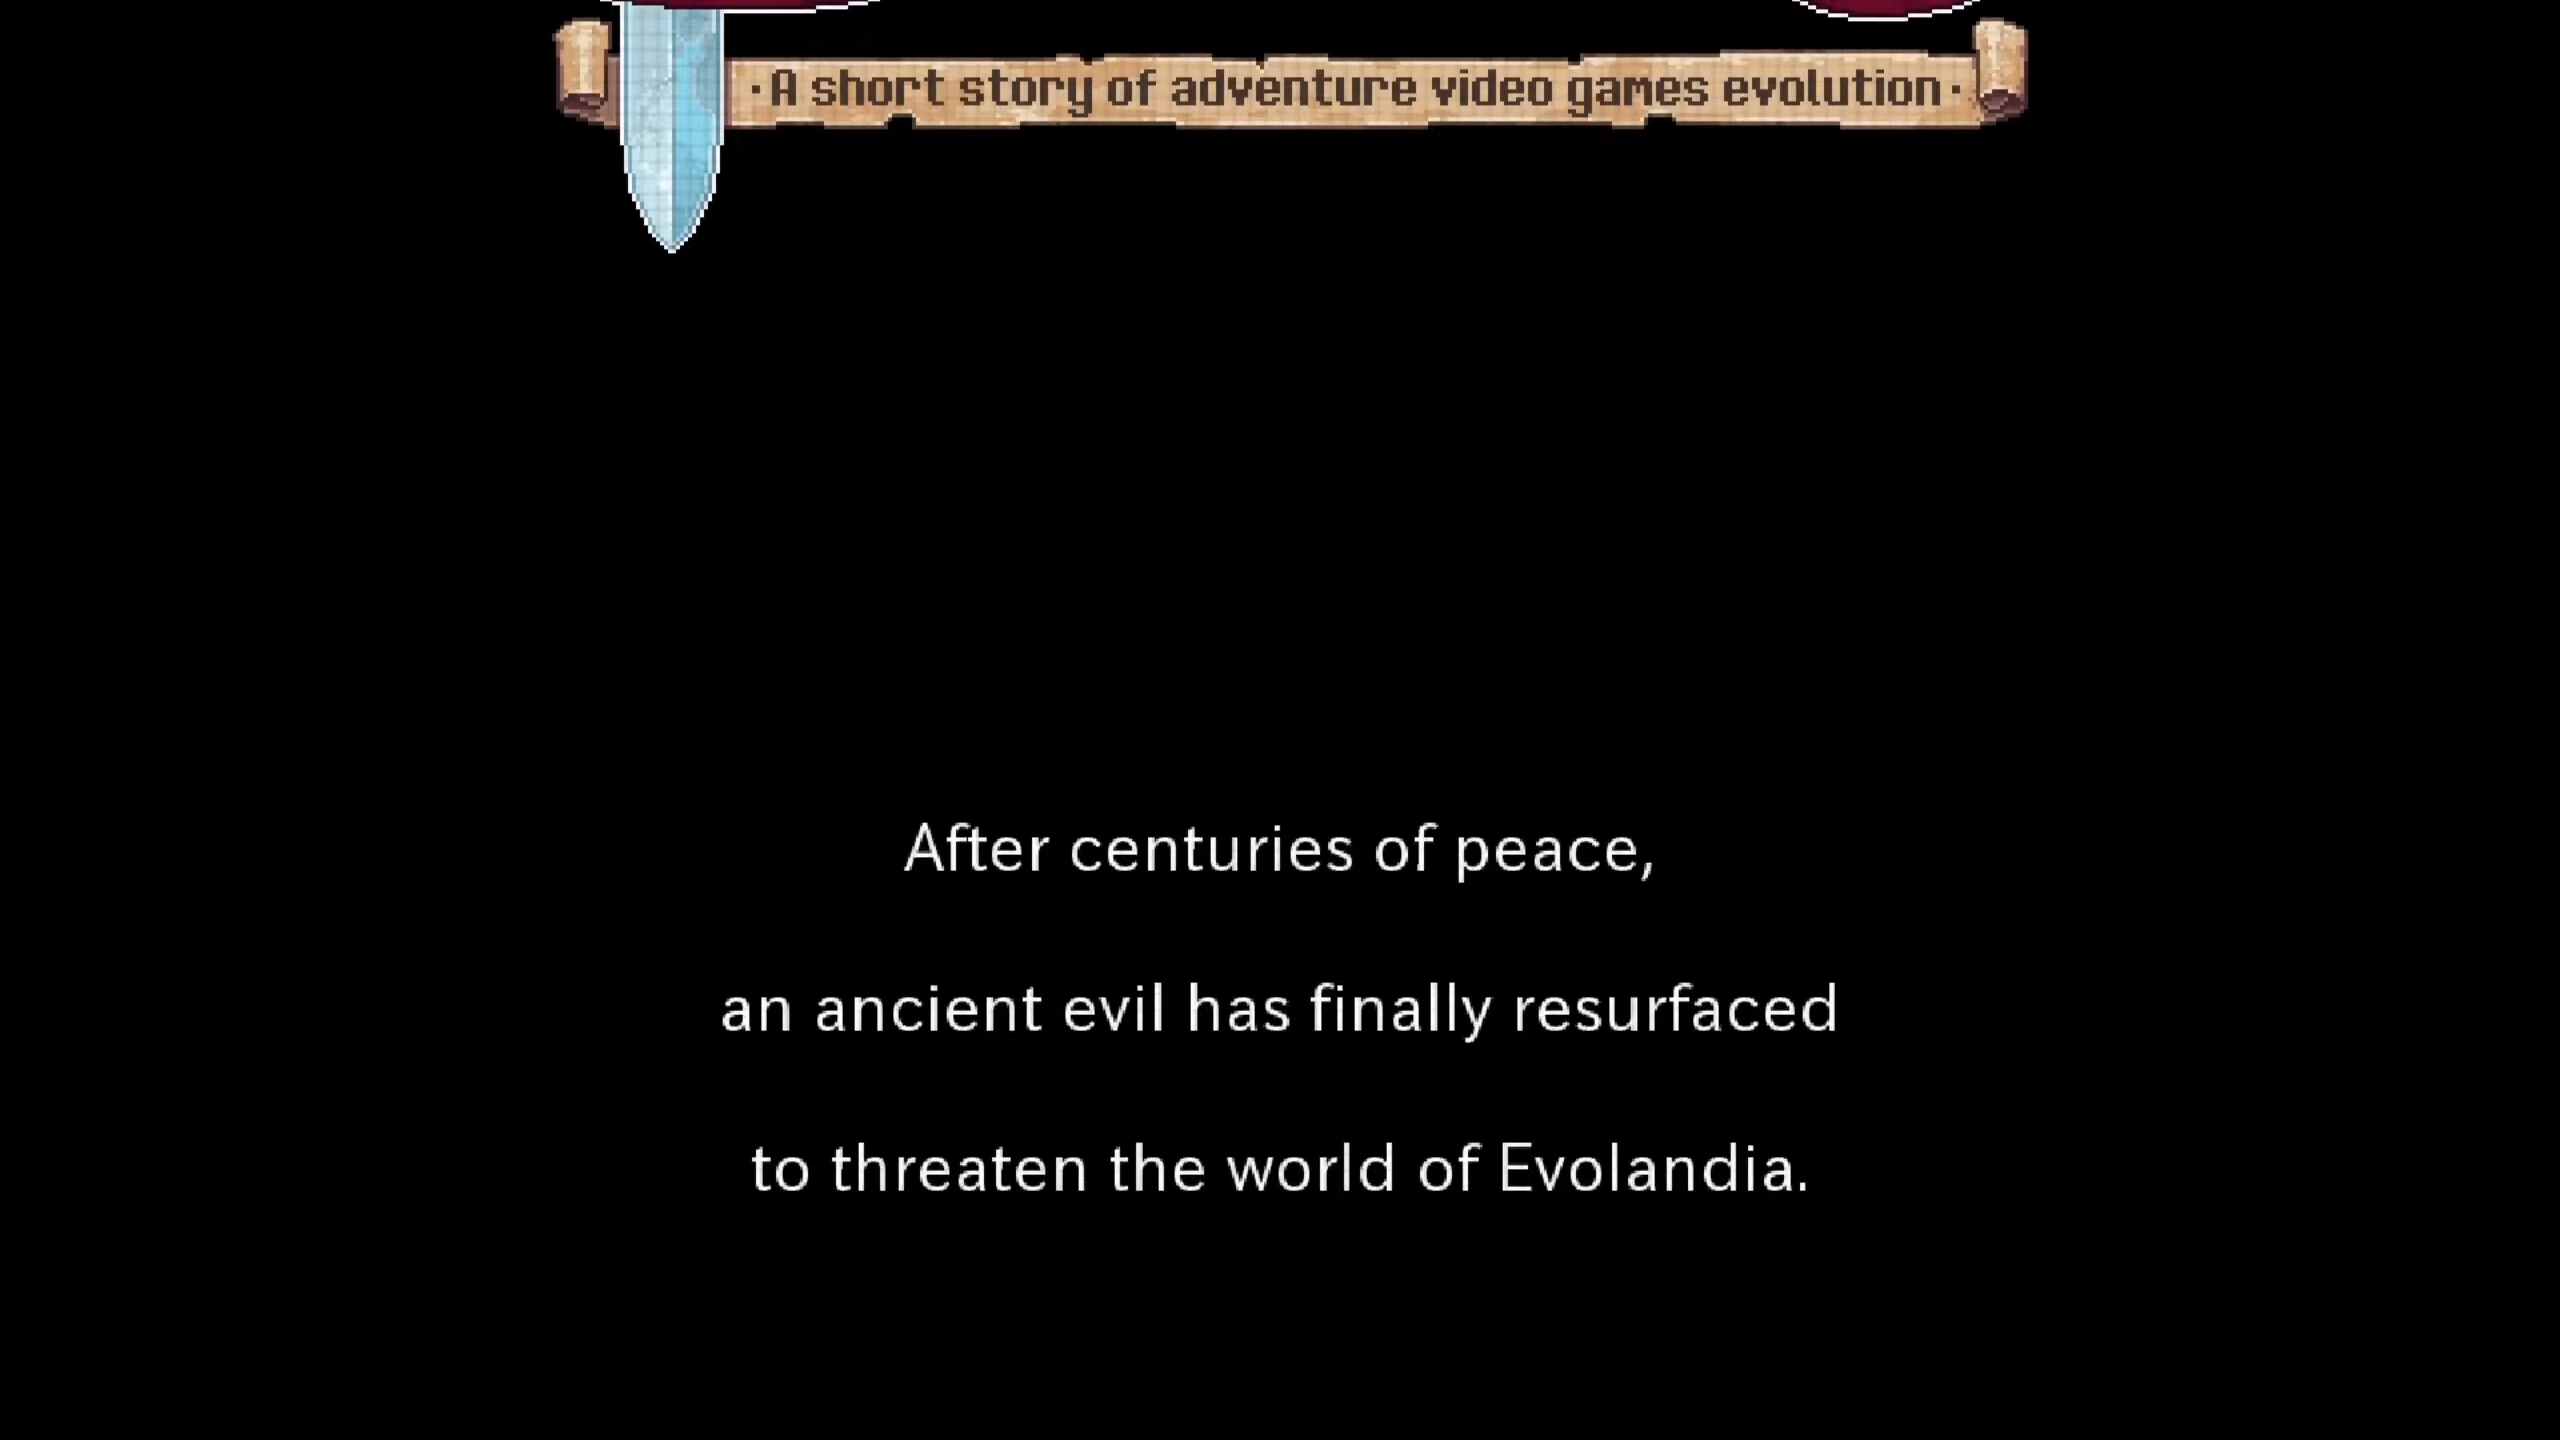 ·A short story of adventure video games evolution·
After centuries of peace,
an ancient evil has finally resurfaced
to threaten the world of Evolandia.